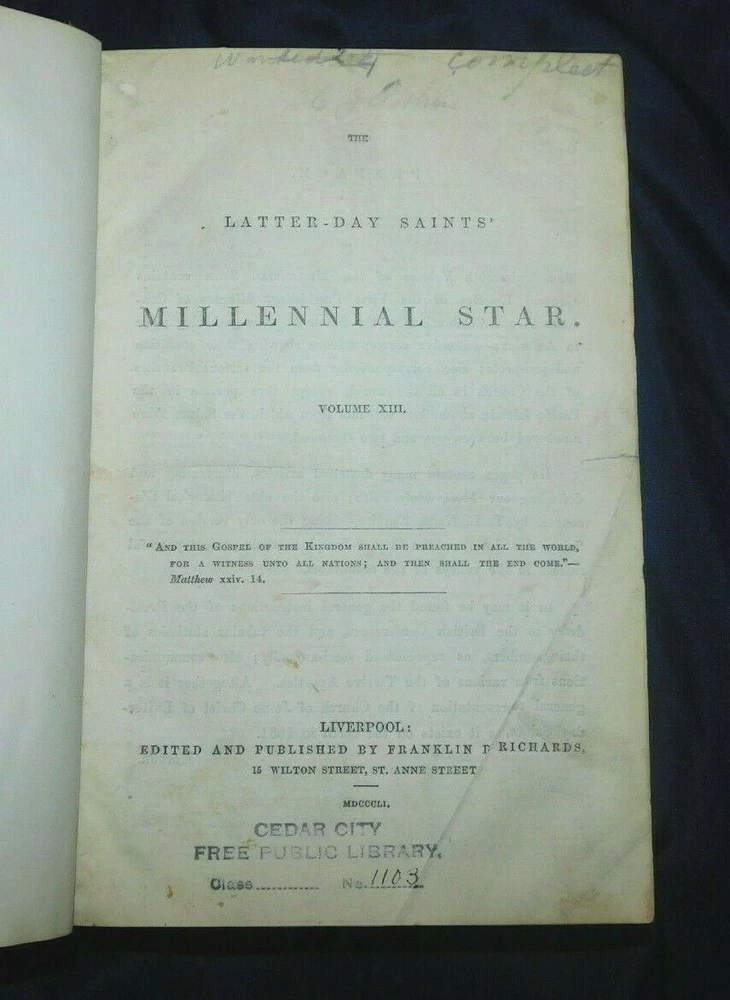 complect
THE
LATTER-DAY SAINTS'
MILLENNIAL STAR.
VOLUME XIII.
"AND THIS GOSPEL OF THE KINGDOM SHALL BE PREACHED IN ALL THE WORLD,
FOR A WITNESS UNTO ALL NATIONS; AND THEN SHALL THE END COME."—
Matthew xxiv. 14.
LIVERPOOL:
EDITED AND PUBLISHED BY FRANKLIN D RICHARDS,
15 WILTON STREET, ST. ANNE STREET
MDCCCLI.
CEDAR CITY
FREE PUBLIC LIBRARY.
Class............ No. 1103